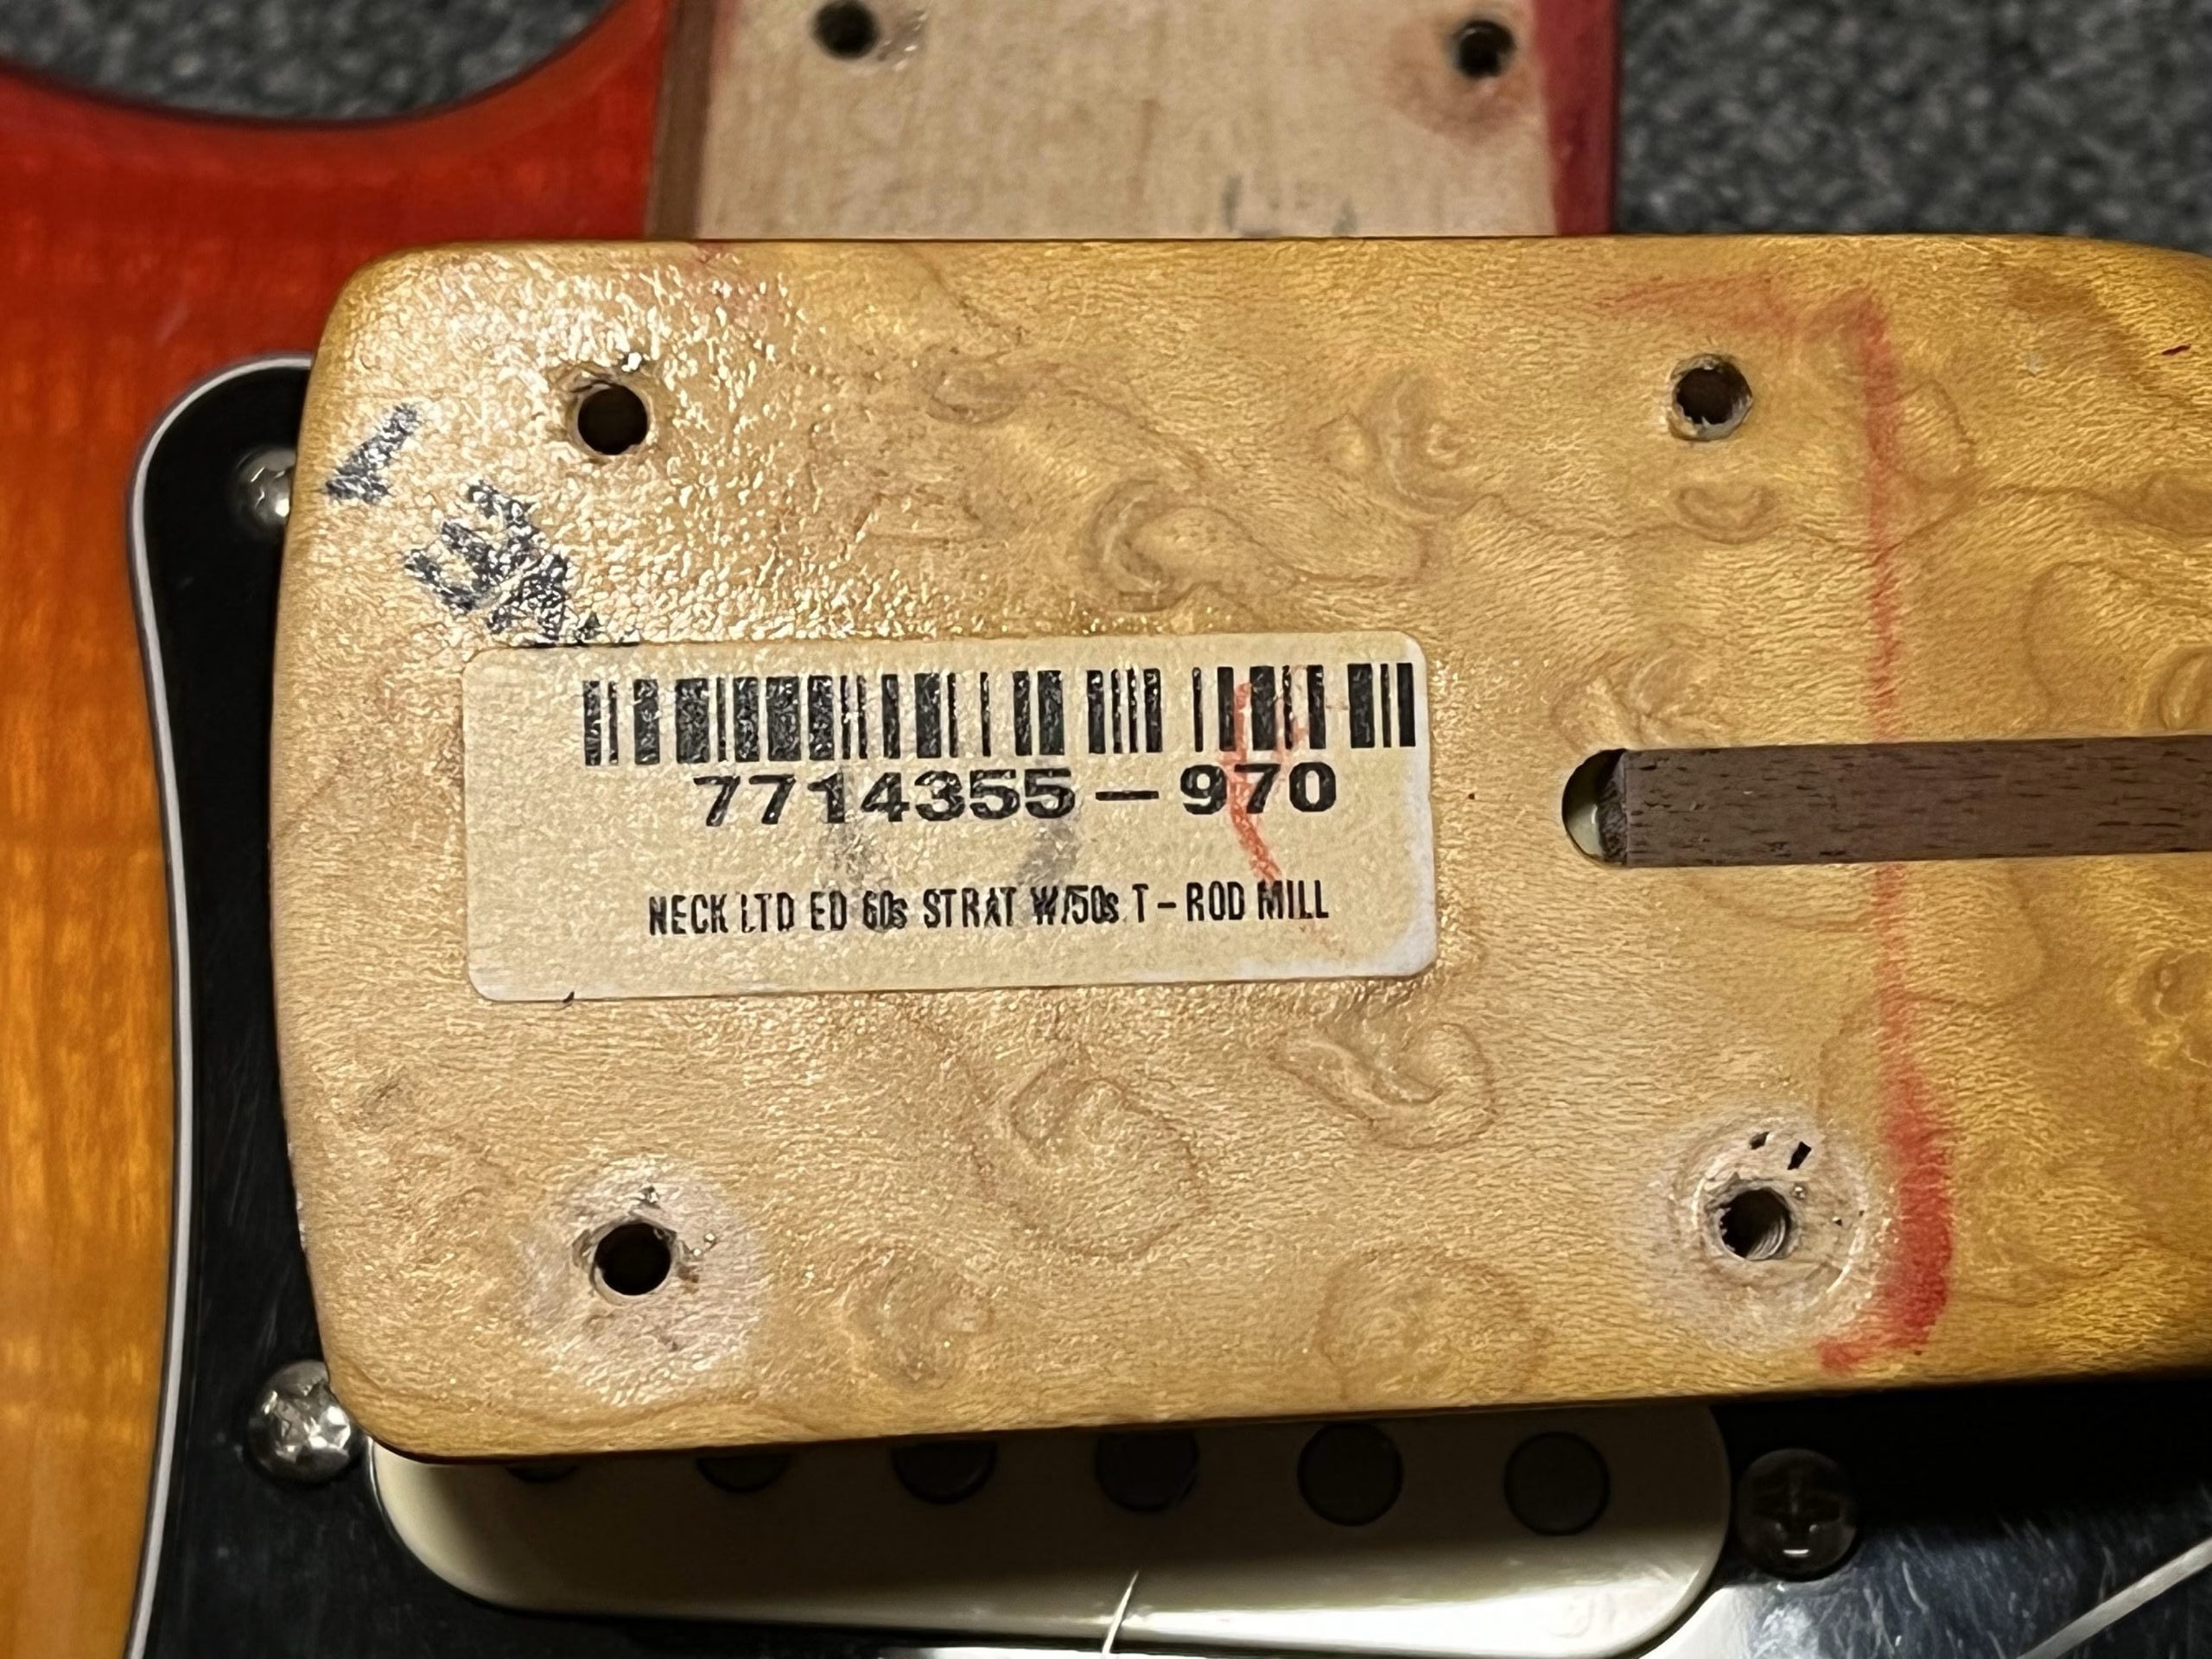 7714355-970
NECK LTD ED 60s STRAT W/50s T-ROD MILL